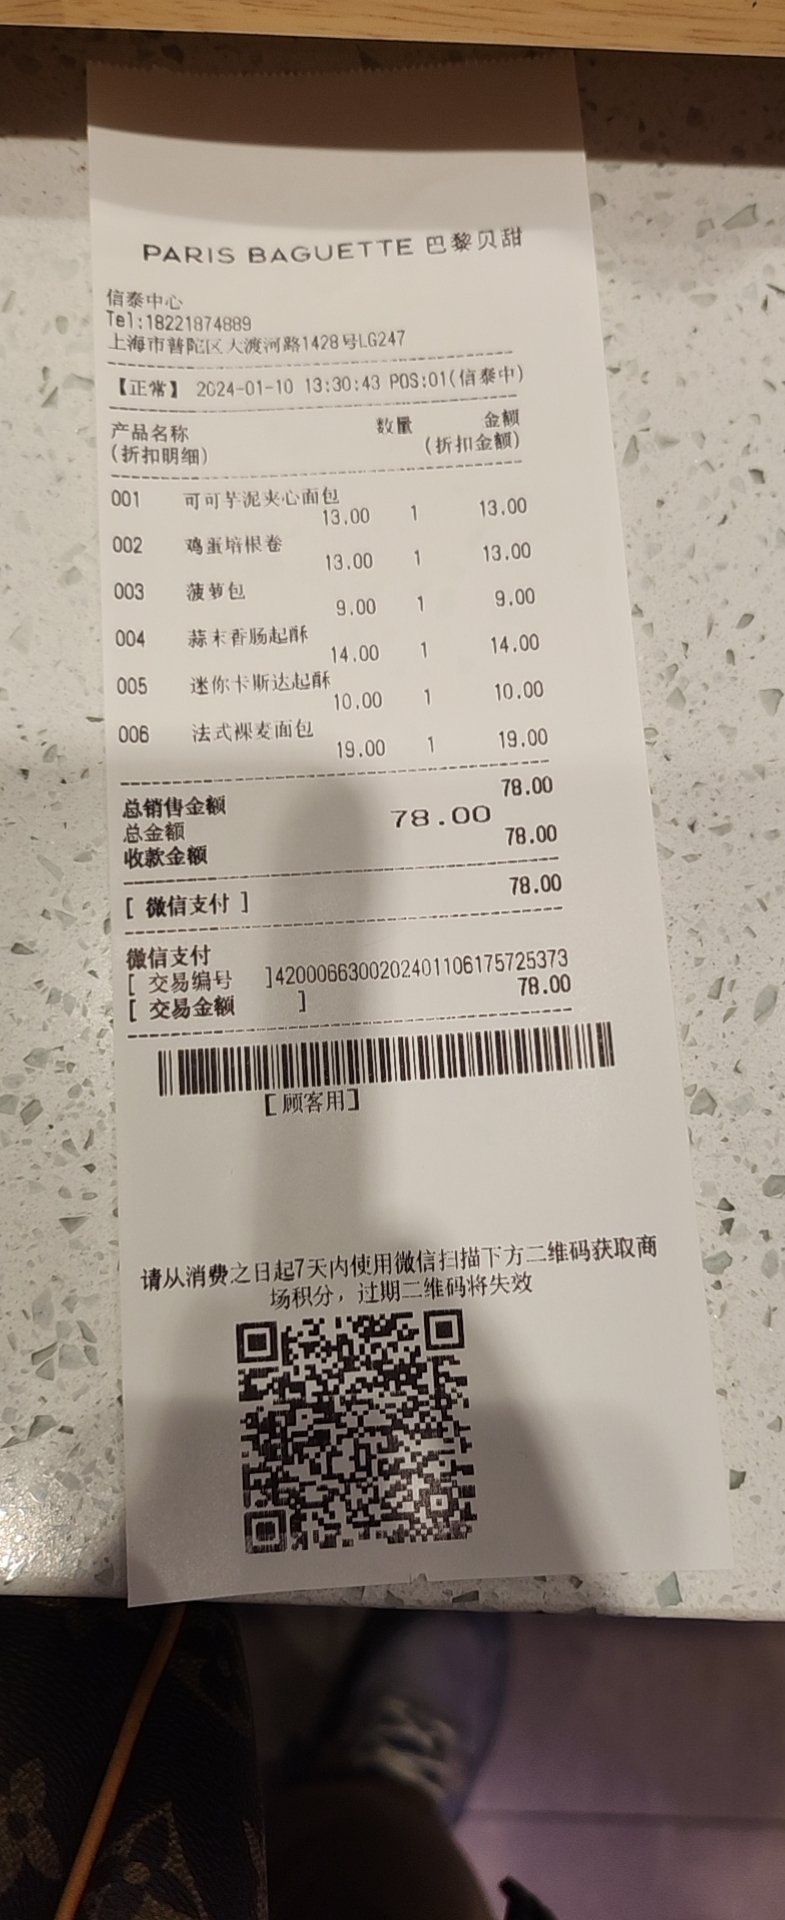 PARIS BAGUETTE 巴黎贝甜
信泰中心
Tel:18221874889
上海市普陀区大渡河路1428号LG247
【正常】 2024-01-10 13:30:43 POS:01(信泰中)
产品名称 数量 金额
(折扣明细) (折扣金额)
001 可可芋泥夹心面包
13.00 1 13.00
002 鸡蛋培根卷
13.00 1 13.00
003 菠萝包
9.00 1 9.00
004 蒜末香肠起酥
14.00 1 14.00
005 迷你卡斯达起酥
10.00 1 10.00
006 法式裸麦面包
19.00 1 19.00
总销售金额 78.00
总金额 78.00
收款金额 78.00
[ 微信支付 ] 78.00
微信支付
[ 交易编号 ]4200066300202401106175725373
[ 交易金额 ] 78.00
[顾客用]
请从消费之日起7天内使用微信扫描下方二维码获取商
场积分，过期二维码将失效